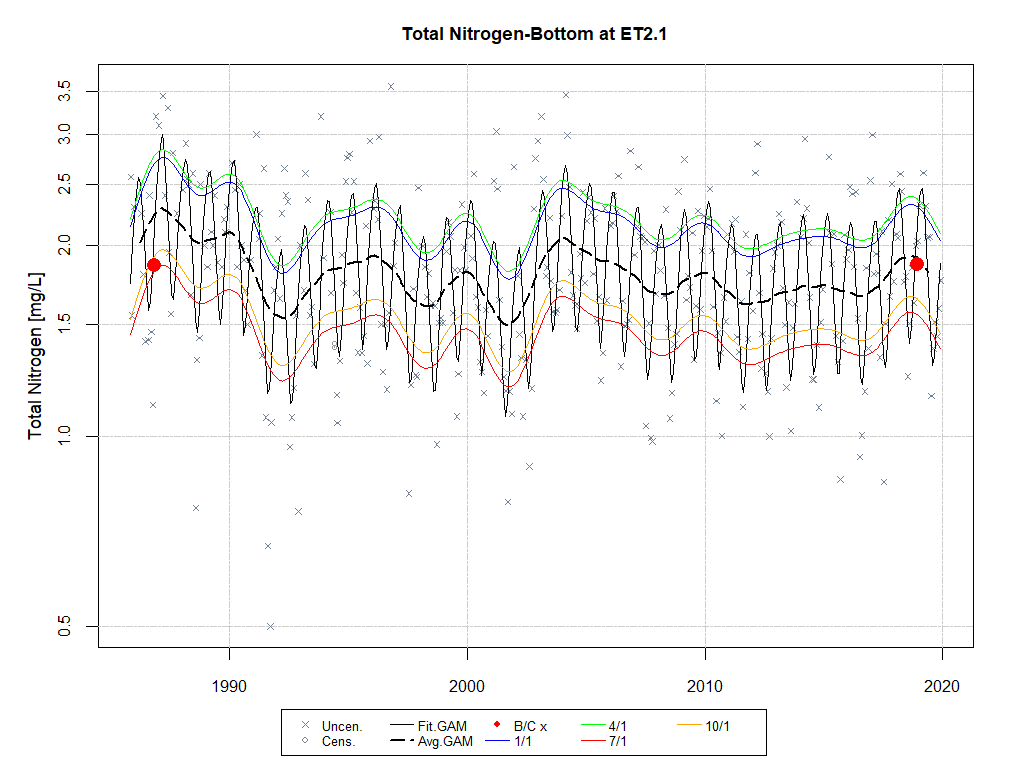 Total Nitrogen-Bottom at ET2.1
Total Nitrogen [mg/L]
3.5
3.0
2.5
2.0
1.5
1.0
0.5
1990 2000 2010 2020
Uncen. Fit.GAM B/C x 4/1 10/1
Cens. Avg.GAM 1/1 7/1